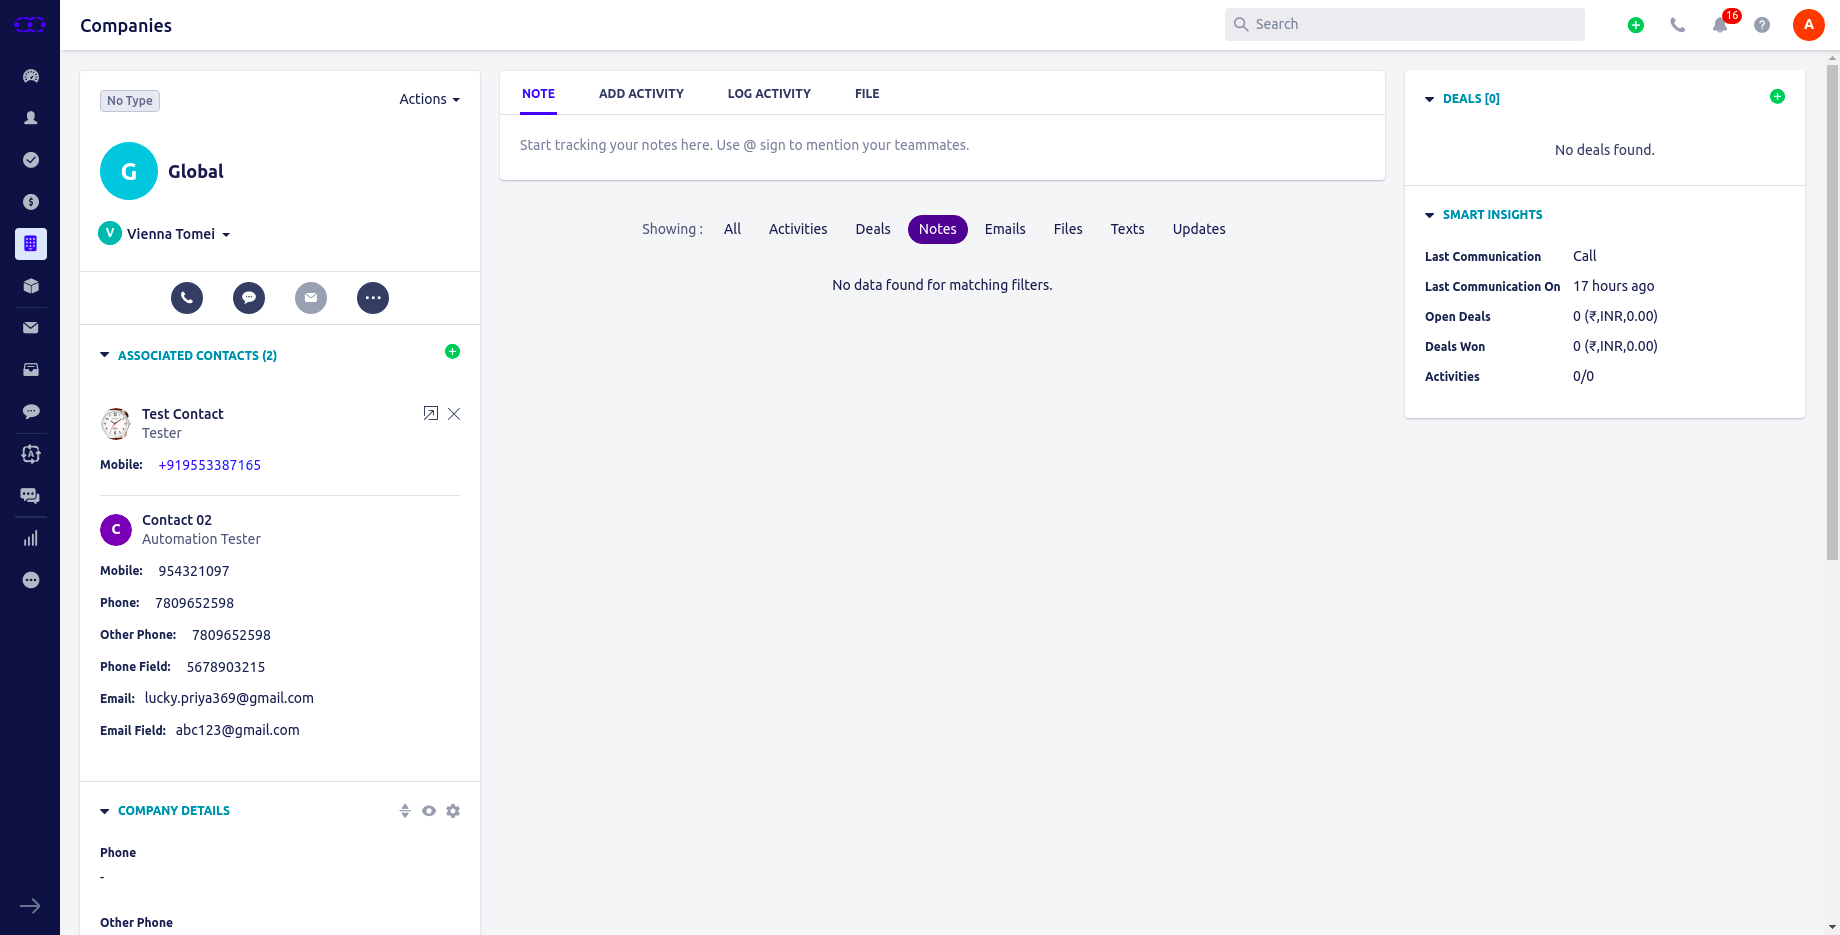 Companies
Search
16
A
No Type
Actions
G
Global
V
Vienna Tomei
ASSOCIATED CONTACTS (2)
Test Contact
Tester
Mobile: +919553387165
C
Contact 02
Automation Tester
Mobile: 954321097
Phone: 7809652598
Other Phone: 7809652598
Phone Field: 5678903215
Email: lucky.priya369@gmail.com
Email Field: abc123@gmail.com
COMPANY DETAILS
Phone
-
Other Phone
NOTE ADD ACTIVITY LOG ACTIVITY FILE
Start tracking your notes here. Use @ sign to mention your teammates.
Showing : All Activities Deals Notes Emails Files Texts Updates
No data found for matching filters.
DEALS [0]
No deals found.
SMART INSIGHTS
Last Communication Call
Last Communication On 17 hours ago
Open Deals 0 (₹,INR,0.00)
Deals Won 0 (₹,INR,0.00)
Activities 0/0